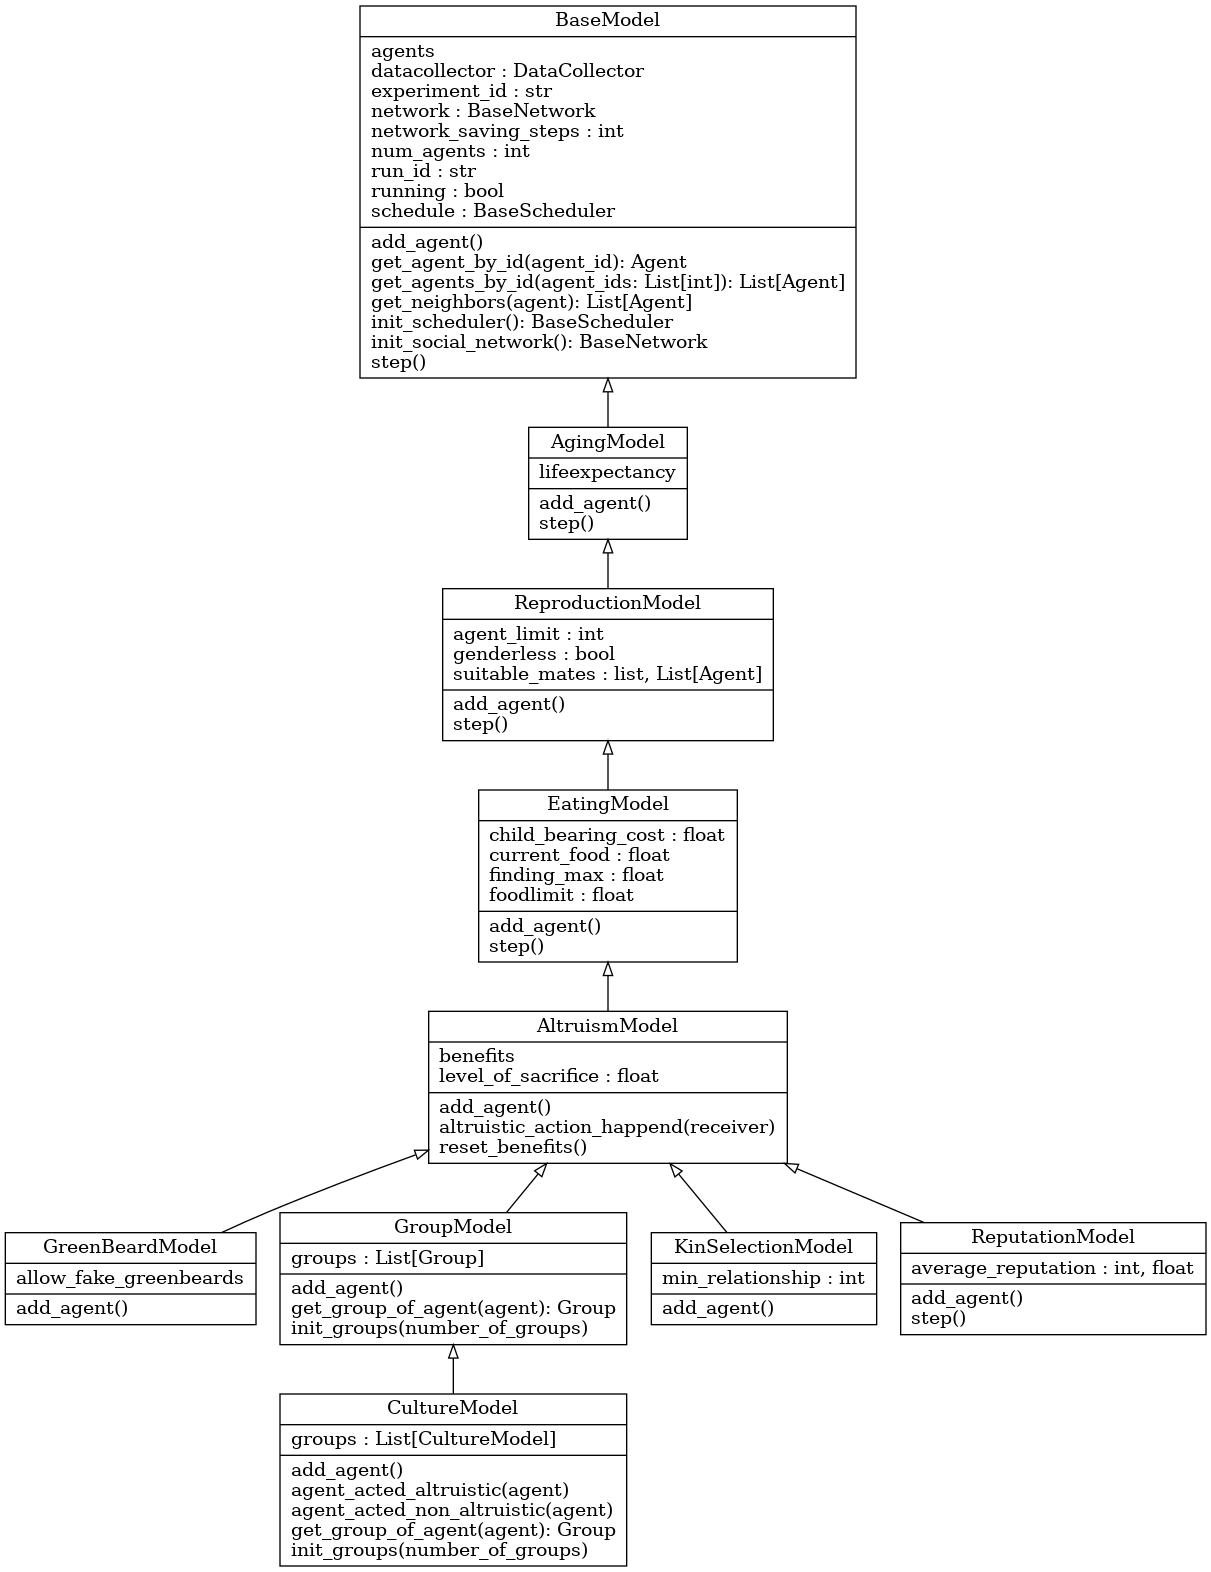 BaseModel
agents
datacollector : DataCollector
experiment_id : str
network : BaseNetwork
network_saving_steps : int
num_agents : int
run_id : str
running : bool
schedule : BaseScheduler
add_agent()
get_agent_by_id(agent_id): Agent
get_agents_by_id(agent_ids: List[int]): List[Agent]
get_neighbors(agent): List[Agent]
init_scheduler(): BaseScheduler
init_social_network(): BaseNetwork
step()
AgingModel
lifeexpectancy
add_agent()
step()
ReproductionModel
agent_limit : int
genderless : bool
suitable_mates : list, List[Agent]
add_agent()
step()
EatingModel
child_bearing_cost : float
current_food : float
finding_max : float
foodlimit : float
add_agent()
step()
AltruismModel
benefits
level_of_sacrifice : float
add_agent()
altruistic_action_happend(receiver)
reset_benefits()
GreenBeardModel
allow_fake_greenbeards
add_agent()
GroupModel
groups : List[Group]
add_agent()
get_group_of_agent(agent): Group
init_groups(number_of_groups)
KinSelectionModel
min_relationship : int
add_agent()
ReputationModel
average_reputation : int, float
add_agent()
step()
CultureModel
groups : List[CultureModel]
add_agent()
agent_acted_altruistic(agent)
agent_acted_non_altruistic(agent)
get_group_of_agent(agent): Group
init_groups(number_of_groups)